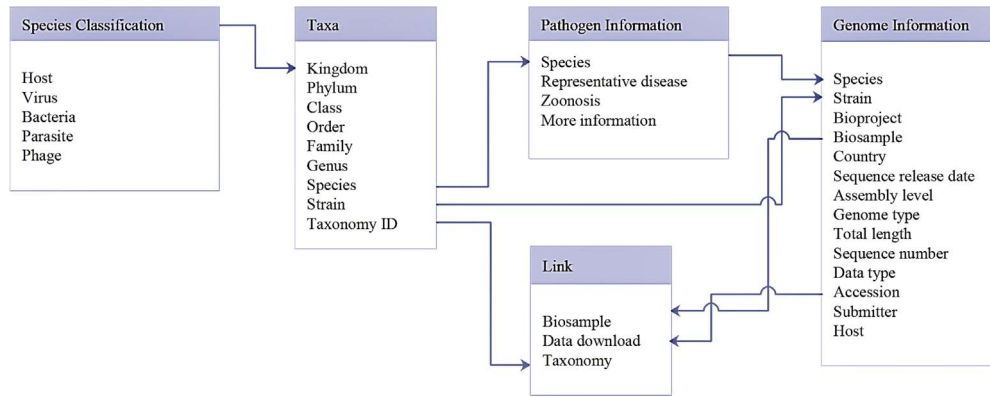 Species Classification
Host
Virus
Bacteria
Parasite
Phage
Taxa
Kingdom
Phylum
Class
Order
Family
Genus
Species
Strain
Taxonomy ID
Pathogen Information
Species
Representative disease
Zoonosis
More information
Link
Biosample
Data download
Taxonomy
Genome Information
Species
Strain
Bioproject
Biosample
Country
Sequence release date
Assembly level
Genome type
Total length
Sequence number
Data type
Accession
Submitter
Host